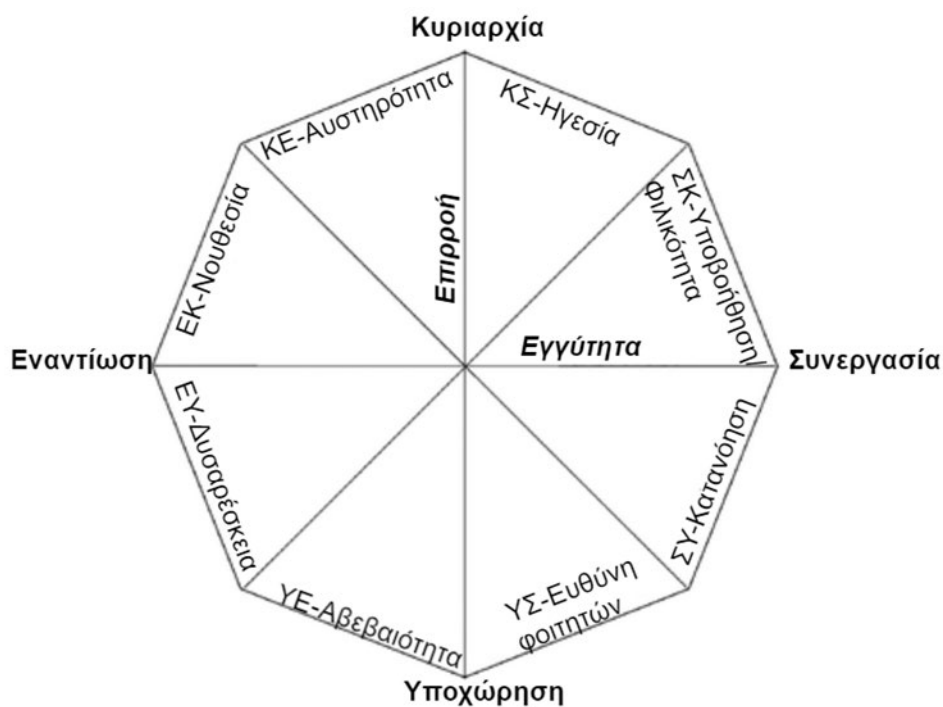 Κυριαρχία
ΚΕ-Αυστηρότητα
ΚΣ-Ηγεσία
ΕΚ-Νουθεσία
Επιρροή
ΣΚ-Υποβοήθηση/
Φιλικότητα
Εναντίωση
Εγγύτητα
Συνεργασία
ΕΥ-Δυσαρέσκεια
ΣΥ-Κατανόηση
ΥΕ-Αβεβαιότητα
ΥΣ-Ευθύνη
φοιτητών
Υποχώρηση